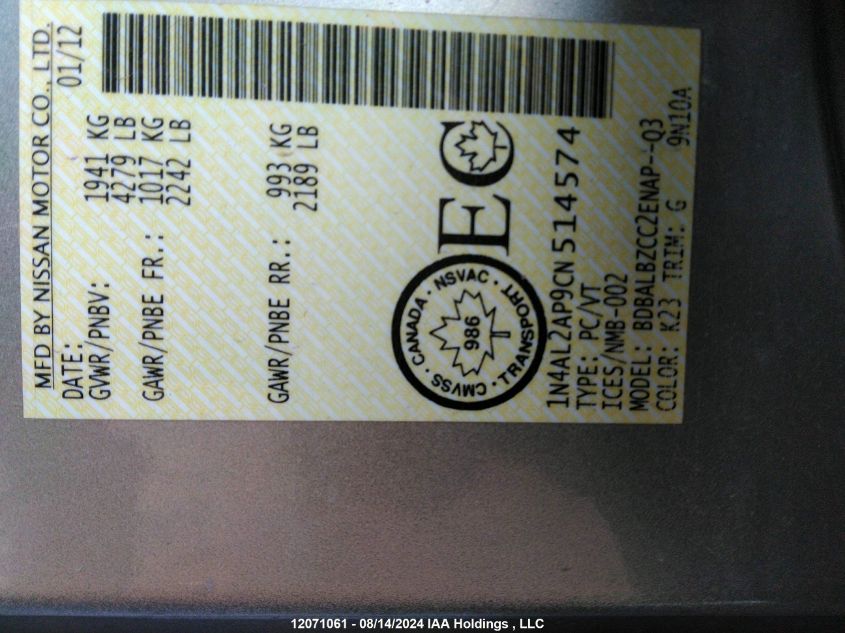 MFD BY NISSAN MOTOR CO., LTD.
DATE: 01/12
GVWR/PNBV: 1941 KG
4279 LB
GAWR/PNBE FR.: 1017 KG
2242 LB
GAWR/PNBE RR.: 993 KG
2189 LB
CANADA · NSVAC · TRANSPORT · CMVSS ·
986
EC
1N4AL2AP9CN514574
TYPE: PC/VT
ICES/NMB-002
MODEL: BDBALBZCC2ENAP--Q3
COLOR: K23 TRIM: G 9N10A
12071061 - 08/14/2024 IAA Holdings , LLC